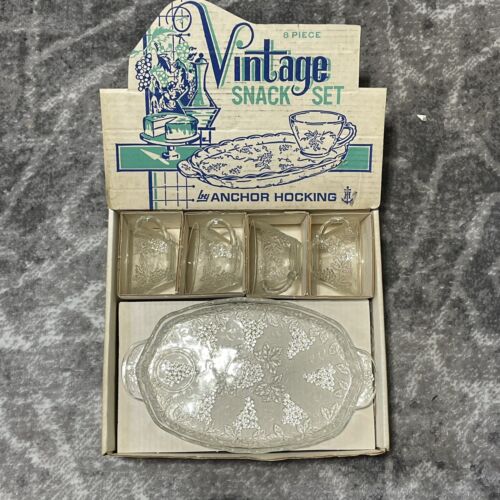 8 PIECE
Vintage
SNACK SET
by ANCHOR HOCKING